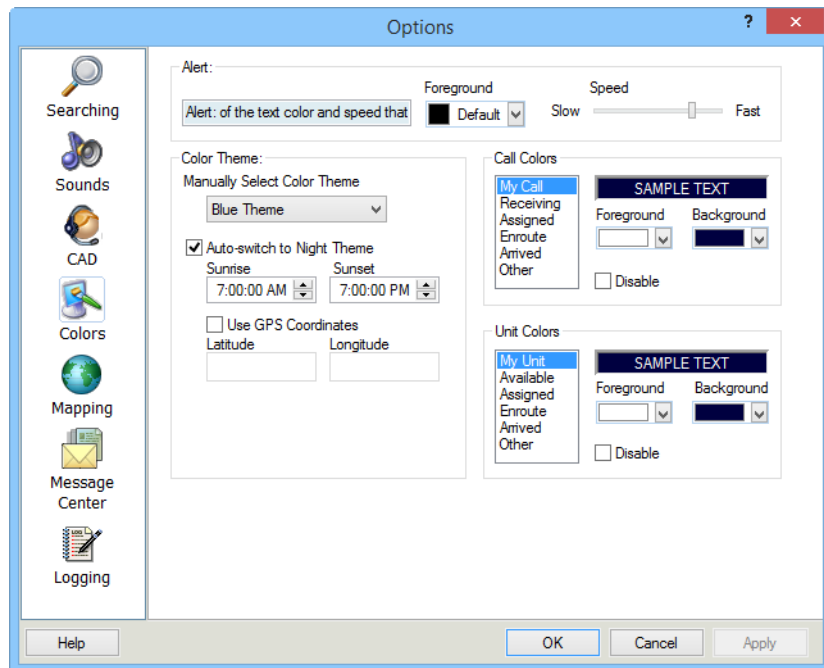 Options
?
Searching
Sounds
CAD
Colors
Mapping
Message
Center
Logging
Alert:
Alert: of the text color and speed that
Foreground
Default
Speed
Slow
Fast
Color Theme:
Manually Select Color Theme
Blue Theme
Auto-switch to Night Theme
Sunrise
Sunset
7:00:00 AM
7:00:00 PM
Use GPS Coordinates
Latitude
Longitude
Call Colors
My Call
Receiving
Assigned
Enroute
Arrived
Other
SAMPLE TEXT
Foreground
Background
Disable
Unit Colors
My Unit
Available
Assigned
Enroute
Arrived
Other
SAMPLE TEXT
Foreground
Background
Disable
Help
OK
Cancel
Apply